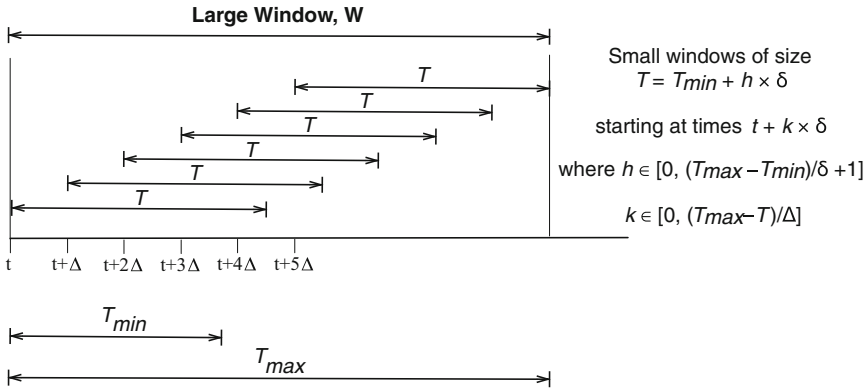 Large Window, W
Small windows of size
T = Tmin + h × δ
starting at times t + k × δ
where h ∈ [0, (Tmax – Tmin)/δ +1]
k ∈ [0, (Tmax–T)/Δ]
T
T
T
T
T
T
t t+Δ t+2Δ t+3Δ t+4Δ t+5Δ
Tmin
Tmax